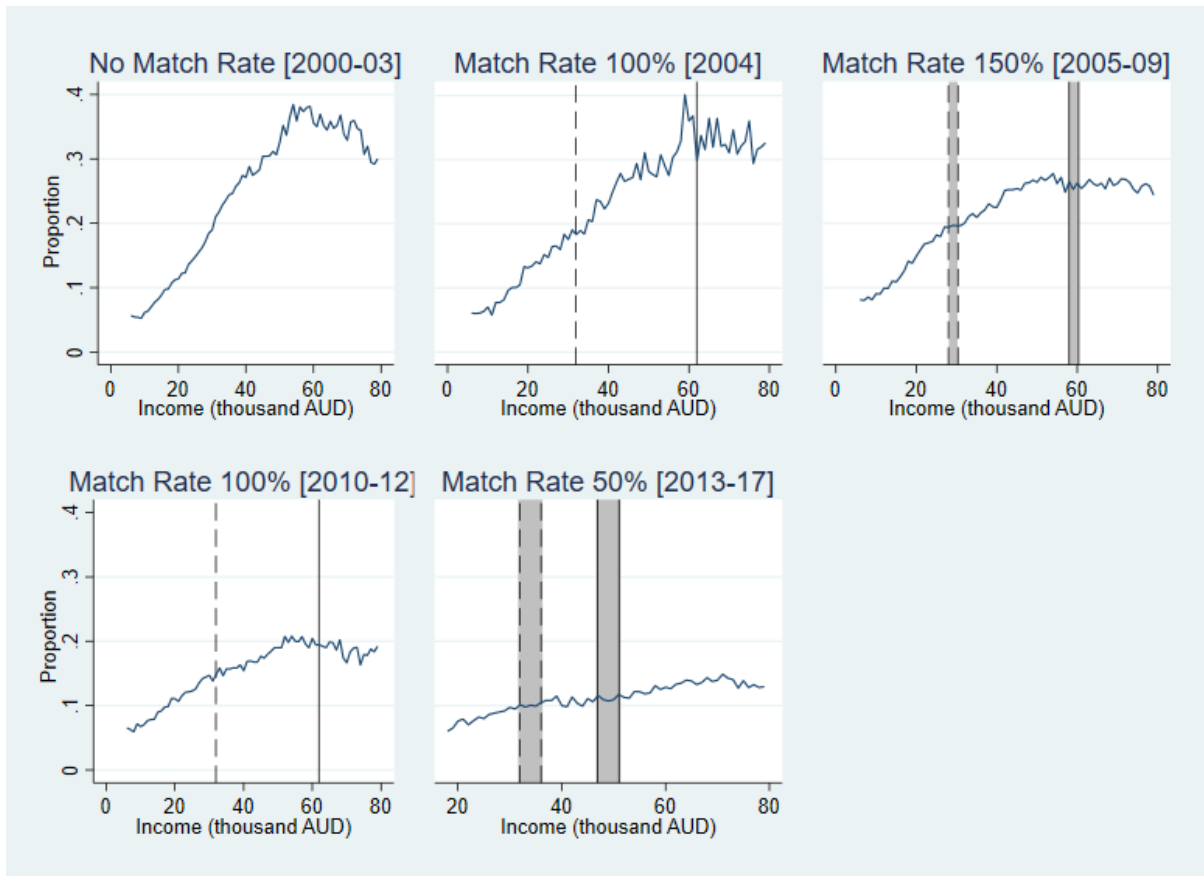 No Match Rate [2000-03]
Match Rate 100% [2004]
Match Rate 150% [2005-09]
Proportion
0
.1
.2
.3
.4
0 20 40 60 80
Income (thousand AUD)
0 20 40 60 80
Income (thousand AUD)
0 20 40 60 80
Income (thousand AUD)
Match Rate 100% [2010-12]
Match Rate 50% [2013-17]
Proportion
0
.1
.2
.3
.4
0 20 40 60 80
Income (thousand AUD)
20 40 60 80
Income (thousand AUD)